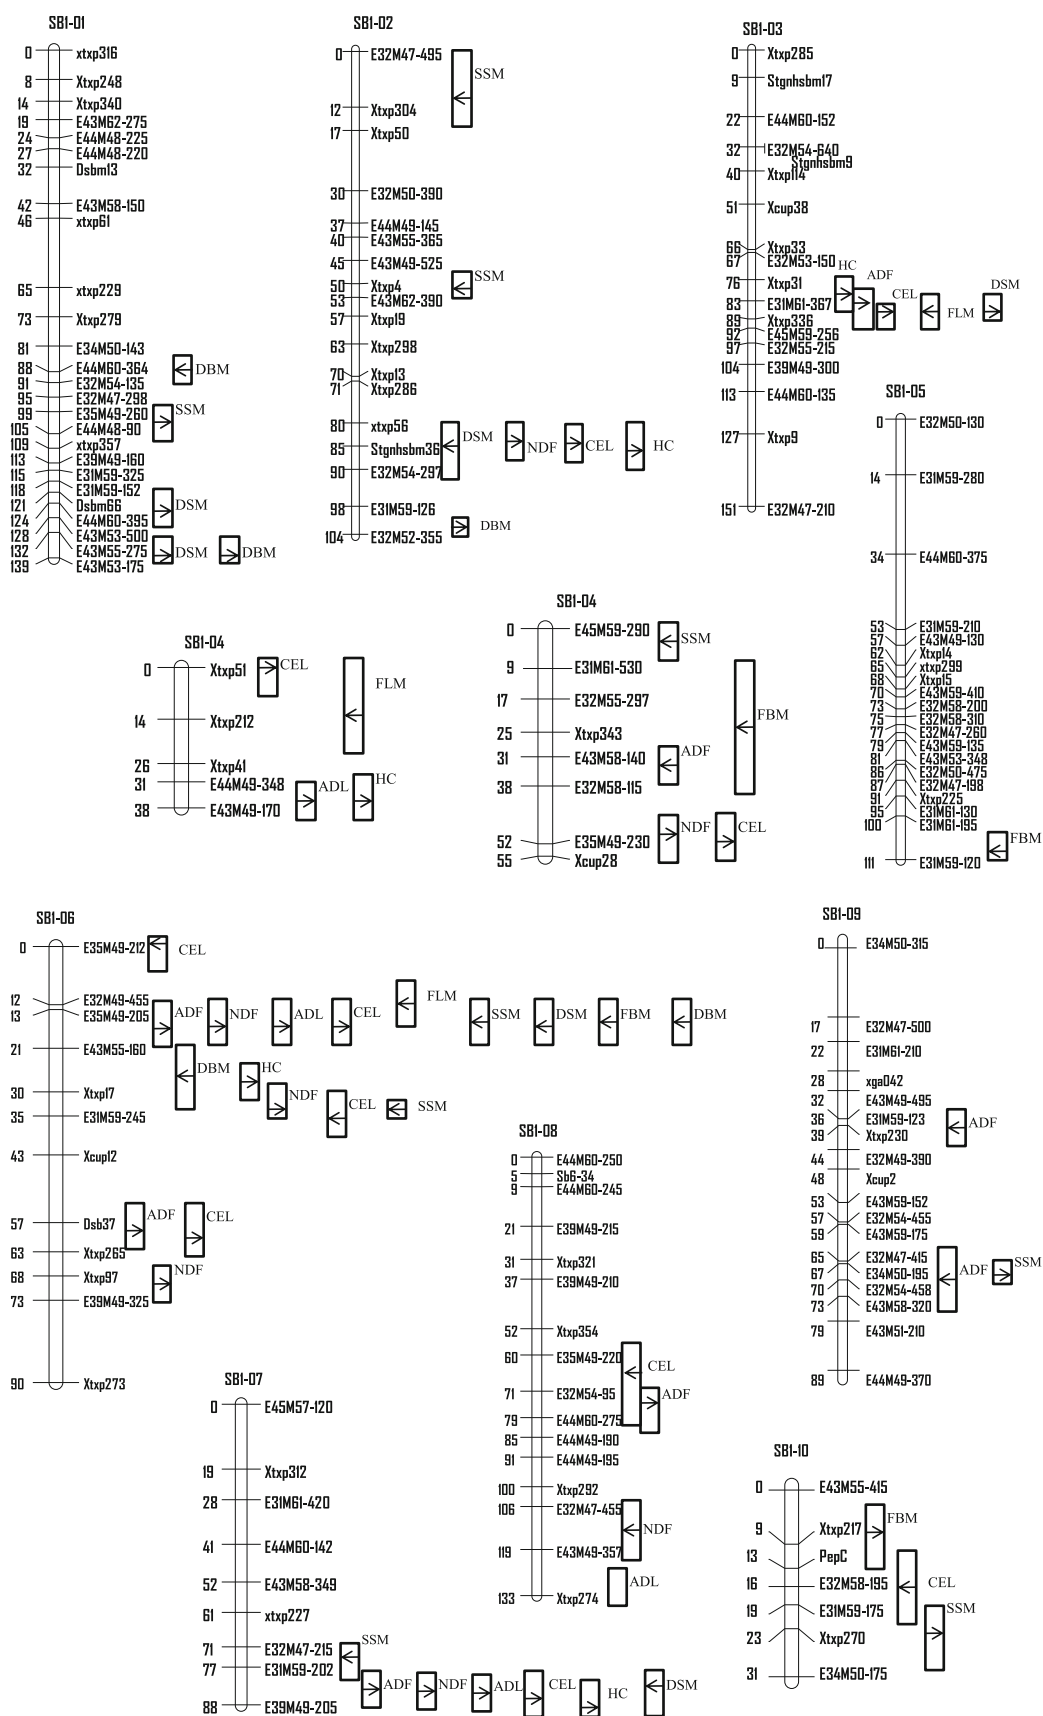 SB1-01
0 xtxp316
8 Xtxp248
14 Xtxp340
19 E43M62-275
24 E44M48-225
27 E44M48-220
32 Dsbm13
42 E43M58-150
46 xtxp61
65 xtxp229
73 Xtxp279
81 E34M50-143
88 E44M60-364
DBM
91 E32M54-135
95 E32M47-298
99 E35M49-260
SSM
105 E44M48-90
109 xtxp357
113 E39M49-160
115 E31M59-325
118 E31M59-152
121 Dsbm66
DSM
124 E44M60-395
128 E43M53-500
132 E43M55-275
DSM
DBM
139 E43M53-175
SB1-02
0 E32M47-495
SSM
12 Xtxp304
17 Xtxp50
30 E32M50-390
37 E44M49-145
40 E43M55-365
45 E43M49-525
SSM
50 Xtxp4
53 E43M62-390
57 Xtxp19
63 Xtxp298
70 Xtxp13
71 Xtxp286
80 xtxp56
DSM
NDF
CEL
HC
85 Stgnhsbm36
90 E32M54-297
98 E31M59-126
DBM
104 E32M52-355
SB1-03
0 Xtxp285
9 Stgnhsbm17
22 E44M60-152
32 E32M54-640
Stgnhsbm9
40 Xtxp114
51 Xcup38
66 Xtxp33
67 E32M53-150
HC
ADF
CEL
FLM
DSM
76 Xtxp31
83 E31M61-367
89 Xtxp336
92 E45M59-256
97 E32M55-215
104 E39M49-300
113 E44M60-135
127 Xtxp9
151 E32M47-210
SB1-05
0 E32M50-130
14 E31M59-280
34 E44M60-375
53 E31M59-210
57 E43M49-130
62 Xtxp14
65 xtxp299
68 Xtxp15
70 E43M59-410
73 E32M58-200
75 E32M58-310
77 E32M47-260
79 E43M59-135
81 E43M53-348
86 E32M50-475
87 E32M47-198
91 Xtxp225
95 E31M61-130
100 E31M61-195
FBM
111 E31M59-120
SB1-04
0 Xtxp51
CEL
FLM
14 Xtxp212
26 Xtxp41
31 E44M49-348
ADL
HC
38 E43M49-170
SB1-04
0 E45M59-290
SSM
9 E31M61-530
17 E32M55-297
FBM
25 Xtxp343
31 E43M58-140
ADF
38 E32M58-115
NDF
CEL
52 E35M49-230
55 Xcup28
SB1-06
0 E35M49-212
CEL
12 E32M49-455
13 E35M49-205
ADF
NDF
ADL
CEL
FLM
SSM
DSM
FBM
DBM
21 E43M55-160
DBM
HC
30 Xtxp17
NDF
CEL
SSM
35 E31M59-245
43 Xcup12
57 Dsb37
ADF
CEL
63 Xtxp265
68 Xtxp97
NDF
73 E39M49-325
90 Xtxp273
SB1-07
0 E45M57-120
19 Xtxp312
28 E31M61-420
41 E44M60-142
52 E43M58-349
61 xtxp227
71 E32M47-215
SSM
77 E31M59-202
ADF
NDF
ADL
CEL
HC
DSM
88 E39M49-205
SB1-08
0 E44M60-250
5 Sb6-34
9 E44M60-245
21 E39M49-215
31 Xtxp321
37 E39M49-210
52 Xtxp354
60 E35M49-220
CEL
71 E32M54-95
ADF
79 E44M60-275
85 E44M49-190
91 E44M49-195
100 Xtxp292
106 E32M47-455
NDF
119 E43M49-357
ADL
133 Xtxp274
SB1-09
0 E34M50-315
17 E32M47-500
22 E31M61-210
28 xga042
32 E43M49-495
36 E31M59-123
ADF
39 Xtxp230
44 E32M49-390
48 Xcup2
53 E43M59-152
57 E32M54-455
59 E43M59-175
65 E32M47-415
67 E34M50-195
ADF
SSM
70 E32M54-458
73 E43M58-320
79 E43M51-210
89 E44M49-370
SB1-10
0 E43M55-415
FBM
9 Xtxp217
13 PepC
16 E32M58-195
CEL
19 E31M59-175
SSM
23 Xtxp270
31 E34M50-175